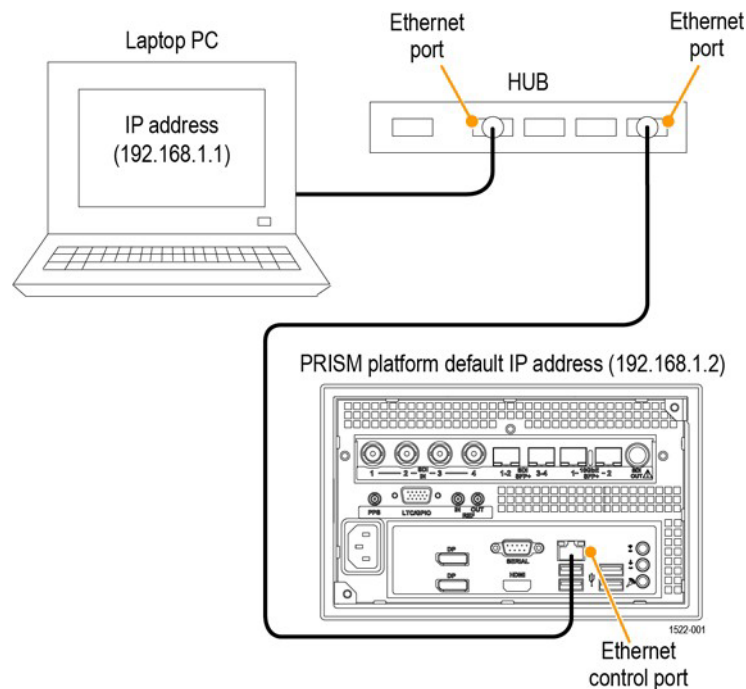 Ethernet
port
Ethernet
port
Laptop PC
HUB
IP address
(192.168.1.1)
PRISM platform default IP address (192.168.1.2)
1 2 SDI IN 3 4 1-2 SDI SFP+ 3-4 1- 10GbE SFP+ - 2 SDI OUT
PPS LTC/GPIO IN OUT
REF
DP SERIAL
DP HDMI
1522-001
Ethernet
control port